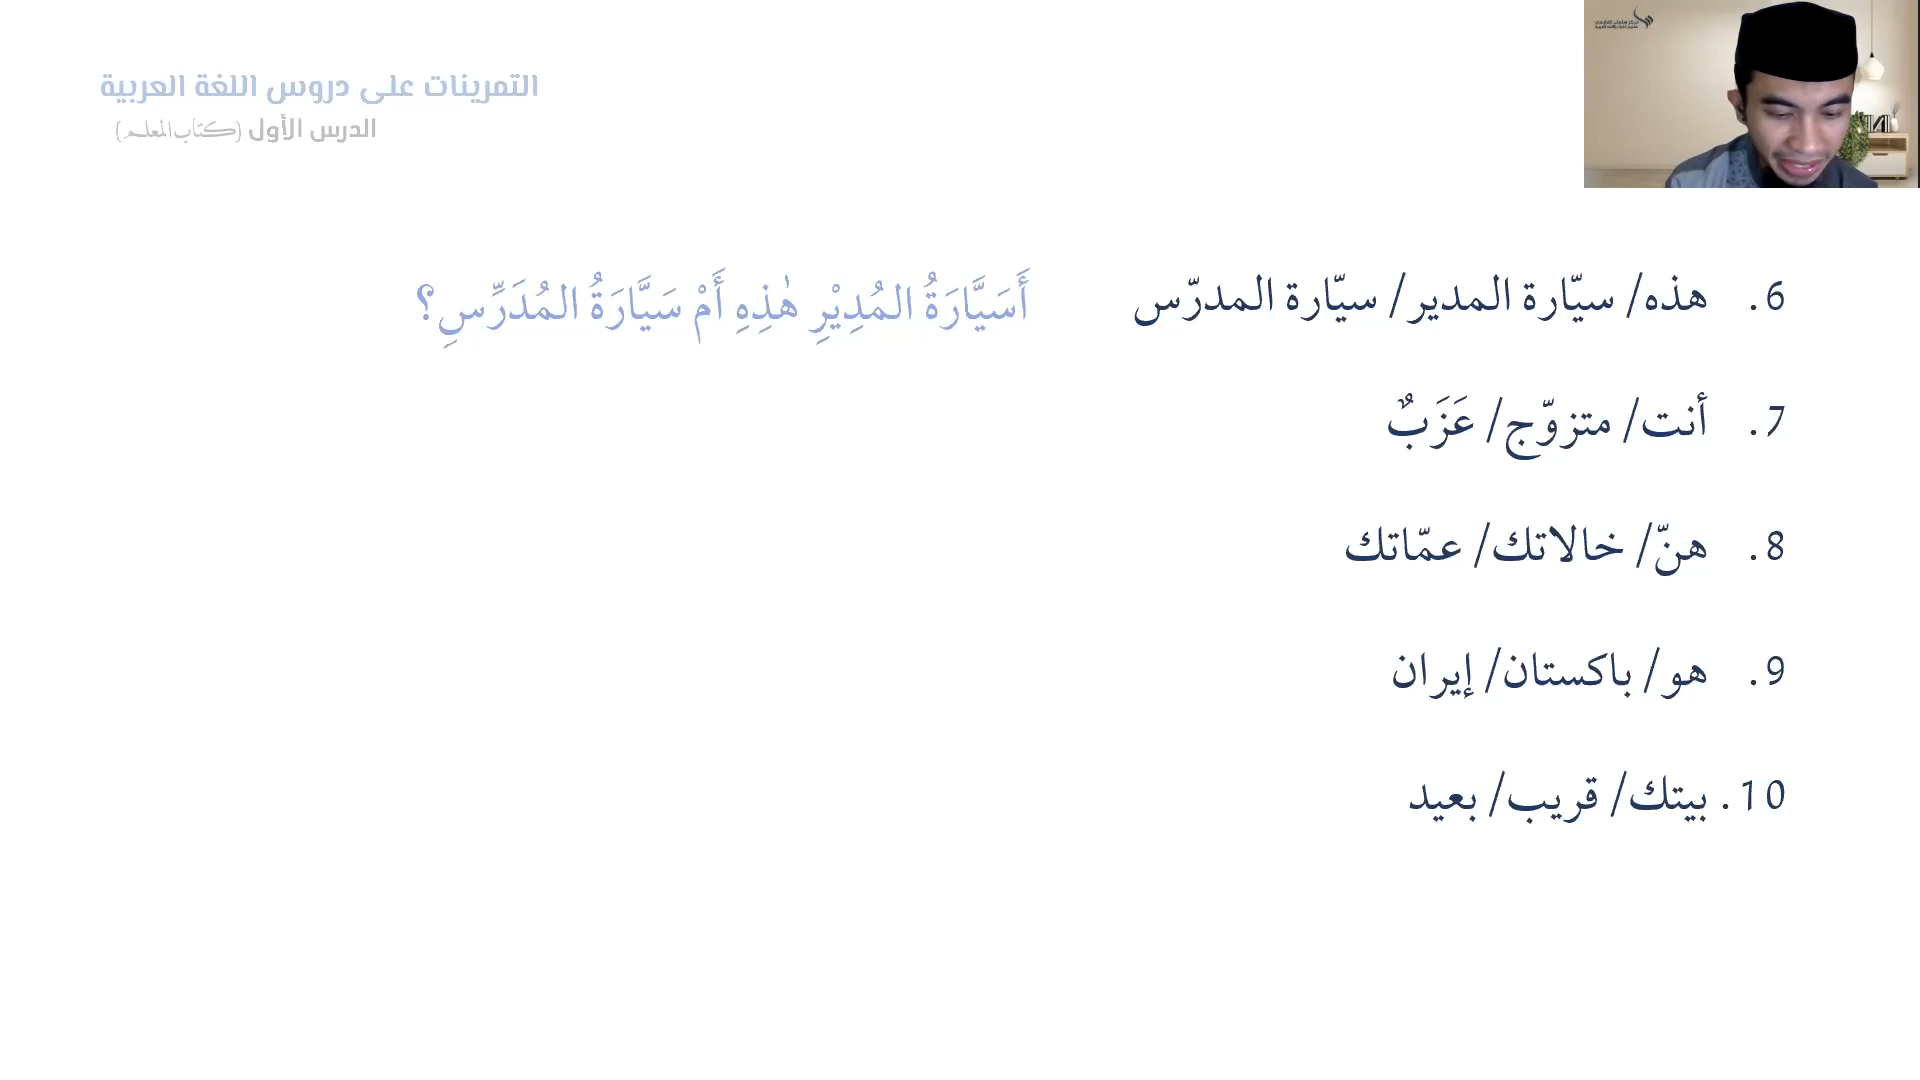 التمرينات على دروس اللغة العربية
الدرس الأول (كتاب المعلم)
6. هذه/ سيّارة المدير/ سيّارة المدرّس
أَسَيَّارَةُ المُدِيْرِ هٰذِهِ أَمْ سَيَّارَةُ المُدَرِّسِ؟
7. أنت/ متزوّج/ عَزَبٌ
8. هنّ/ خالاتك/ عمّاتك
9. هو/ باكستان/ إيران
10. بيتك/ قريب/ بعيد